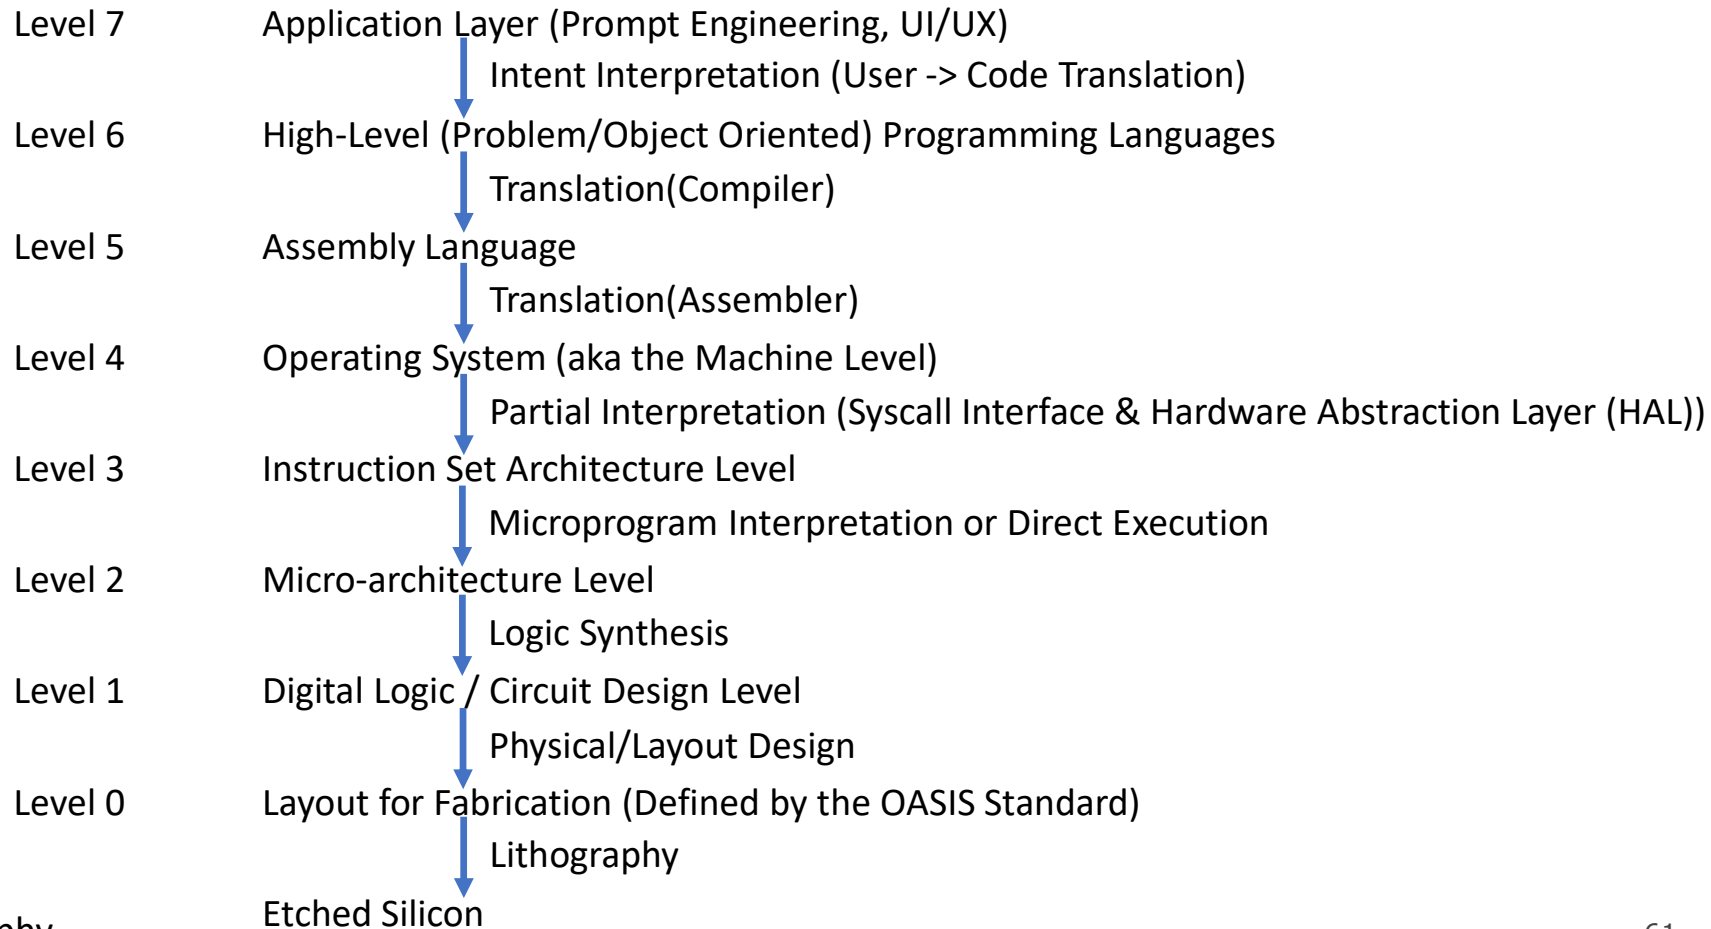 Level 7 Application Layer (Prompt Engineering, UI/UX)
Intent Interpretation (User -> Code Translation)
Level 6 High-Level (Problem/Object Oriented) Programming Languages
Translation(Compiler)
Level 5 Assembly Language
Translation(Assembler)
Level 4 Operating System (aka the Machine Level)
Partial Interpretation (Syscall Interface & Hardware Abstraction Layer (HAL))
Level 3 Instruction Set Architecture Level
Microprogram Interpretation or Direct Execution
Level 2 Micro-architecture Level
Logic Synthesis
Level 1 Digital Logic / Circuit Design Level
Physical/Layout Design
Level 0 Layout for Fabrication (Defined by the OASIS Standard)
Lithography
Etched Silicon